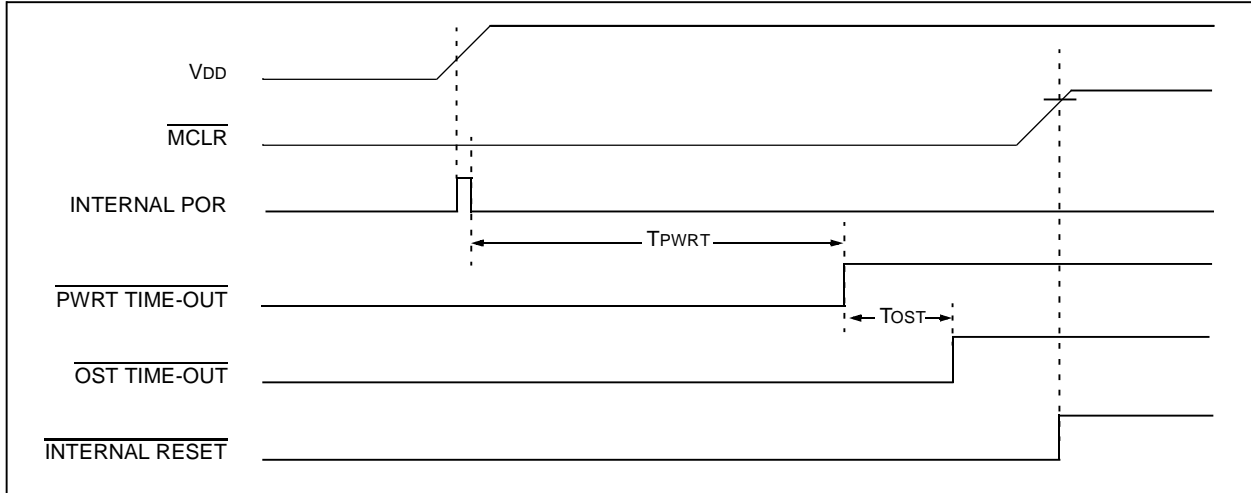 VDD
MCLR
INTERNAL POR
TPWRT
PWRT TIME-OUT
TOST
OST TIME-OUT
INTERNAL RESET